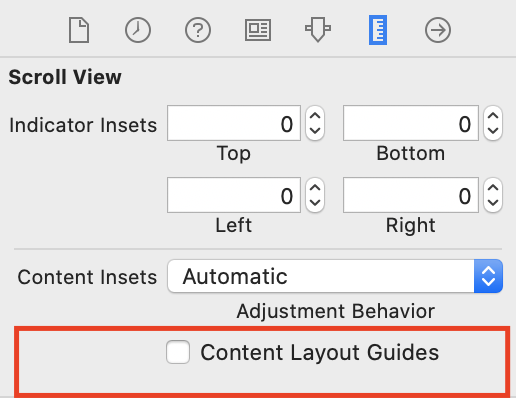 Scroll View
Indicator Insets 0 0
Top Bottom
0 0
Left Right
Content Insets Automatic
Adjustment Behavior
Content Layout Guides